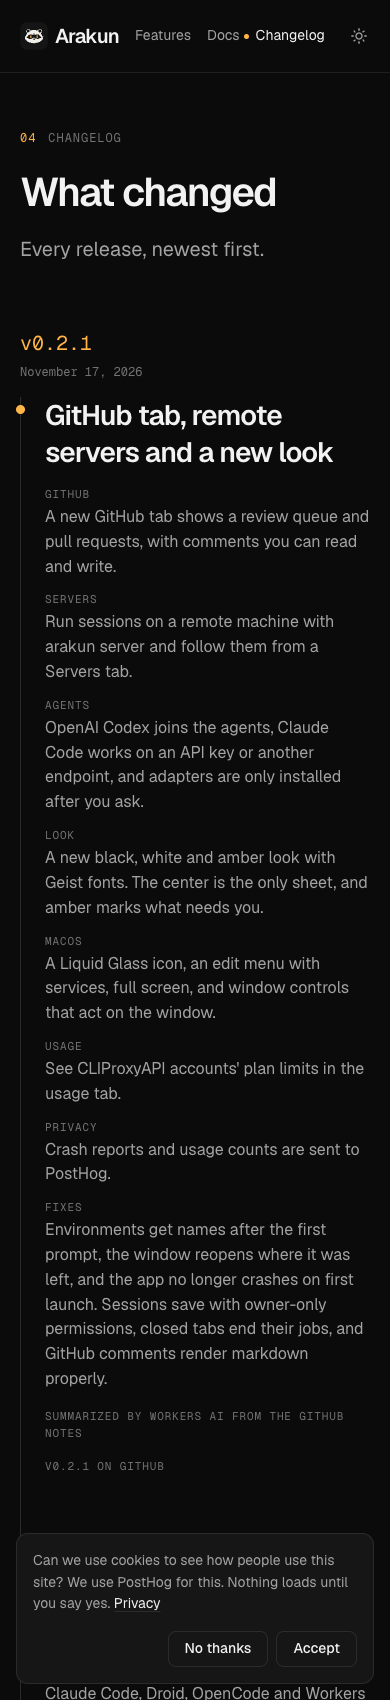 Arakun Features Docs Changelog
04 CHANGELOG
What changed
Every release, newest first.
v0.2.1
November 17, 2026
GitHub tab, remote
servers and a new look
GITHUB
A new GitHub tab shows a review queue and
pull requests, with comments you can read
and write.
SERVERS
Run sessions on a remote machine with
arakun server and follow them from a
Servers tab.
AGENTS
OpenAI Codex joins the agents, Claude
Code works on an API key or another
endpoint, and adapters are only installed
after you ask.
LOOK
A new black, white and amber look with
Geist fonts. The center is the only sheet, and
amber marks what needs you.
MACOS
A Liquid Glass icon, an edit menu with
services, full screen, and window controls
that act on the window.
USAGE
See CLIProxyAPI accounts' plan limits in the
usage tab.
PRIVACY
Crash reports and usage counts are sent to
PostHog.
FIXES
Environments get names after the first
prompt, the window reopens where it was
left, and the app no longer crashes on first
launch. Sessions save with owner-only
permissions, closed tabs end their jobs, and
GitHub comments render markdown
properly.
SUMMARIZED BY WORKERS AI FROM THE GITHUB
NOTES
V0.2.1 ON GITHUB
Can we use cookies to see how people use this
site? We use PostHog for this. Nothing loads until
you say yes. Privacy
No thanks Accept
Claude Code, Droid, OpenCode and Workers